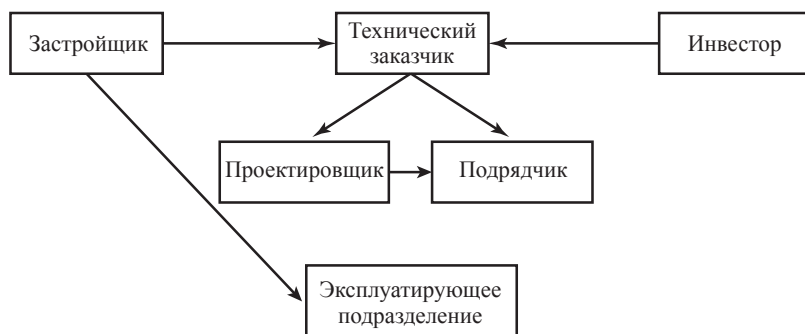 Застройщик
Технический
заказчик
Инвестор
Проектировщик
Подрядчик
Эксплуатирующее
подразделение